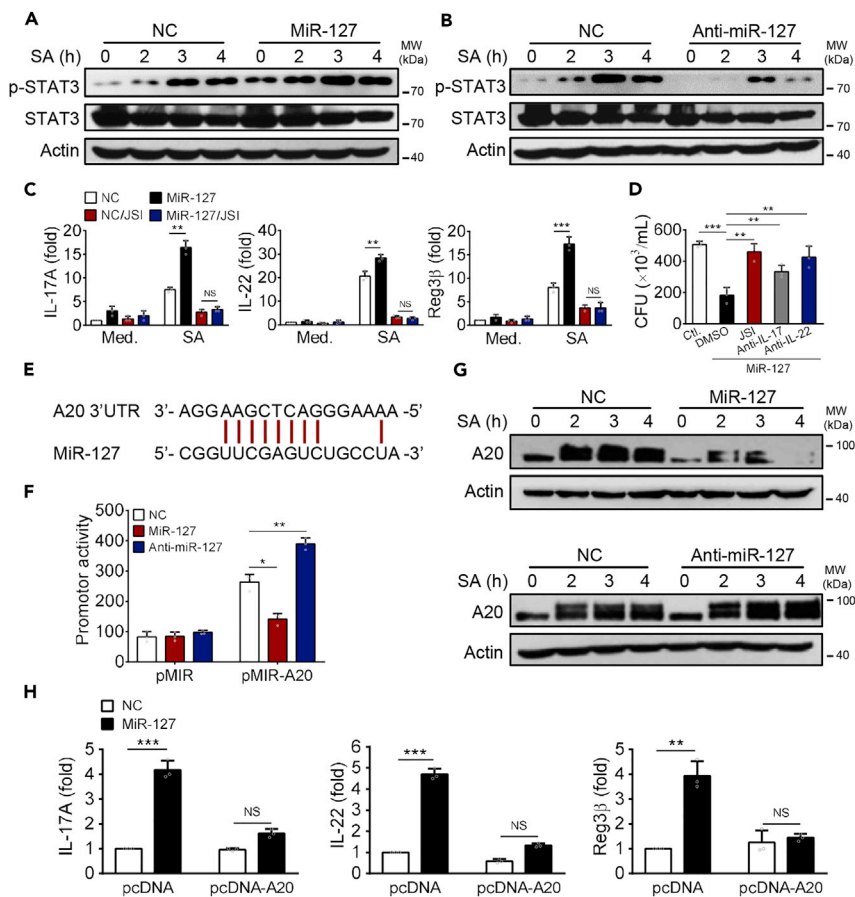 A
NC MiR-127
SA (h) 0 2 3 4 0 2 3 4 MW (kDa)
p-STAT3 70
STAT3 70
Actin 40
B
NC Anti-miR-127
SA (h) 0 2 3 4 0 2 3 4 MW (kDa)
p-STAT3 70
STAT3 70
Actin 40
C
NC MiR-127
NC/JSI MiR-127/JSI
IL-17A (fold)
20
15
10
5
0
**
NS
Med. SA
IL-22 (fold)
40
30
20
10
0
**
NS
Med. SA
Reg3β (fold)
20
15
10
5
0
***
NS
Med. SA
D
CFU (×10³/mL)
600
400
200
0
**
**
*** **
Ctl. DMSO JSI Anti-IL-17 Anti-IL-22
MiR-127
E
A20 3'UTR 3'- AGGAAGCTCAGGGAAAA -5'
MiR-127 5'- CGGUUCGAGUCUGCCUA -3'
F
NC
MiR-127
Anti-miR-127
Promotor activity
500
400
300
200
100
0
**
*
pMIR pMIR-A20
G
NC MiR-127
SA (h) 0 2 3 4 0 2 3 4 MW (kDa)
A20 100
Actin 40
NC Anti-miR-127
SA (h) 0 2 3 4 0 2 3 4 MW (kDa)
A20 100
Actin 40
H
NC
MiR-127
IL-17A (fold)
5
4
3
2
1
0
***
NS
pcDNA pcDNA-A20
IL-22 (fold)
6
5
4
3
2
1
0
***
NS
pcDNA pcDNA-A20
Reg3β (fold)
5
4
3
2
1
0
**
NS
pcDNA pcDNA-A20